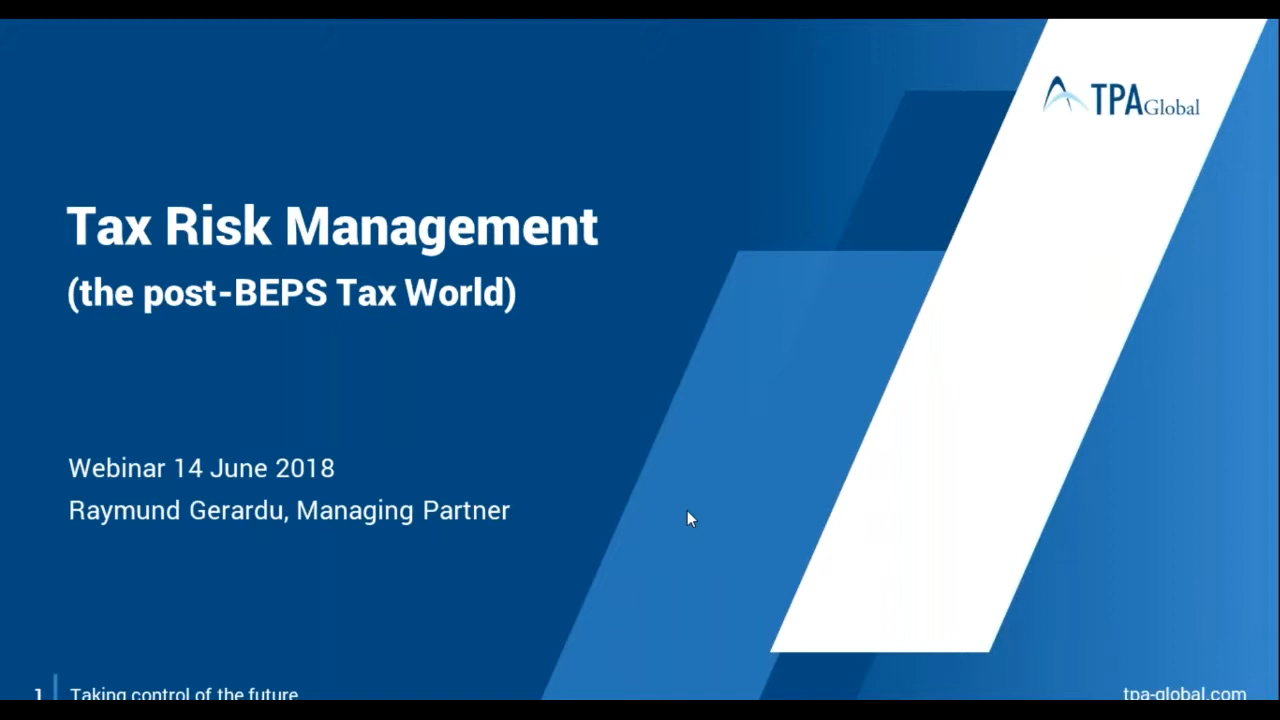 TPA Global
Tax Risk Management
(the post-BEPS Tax World)
Webinar 14 June 2018
Raymund Gerardu, Managing Partner
1 Taking control of the future
tpa-global.com